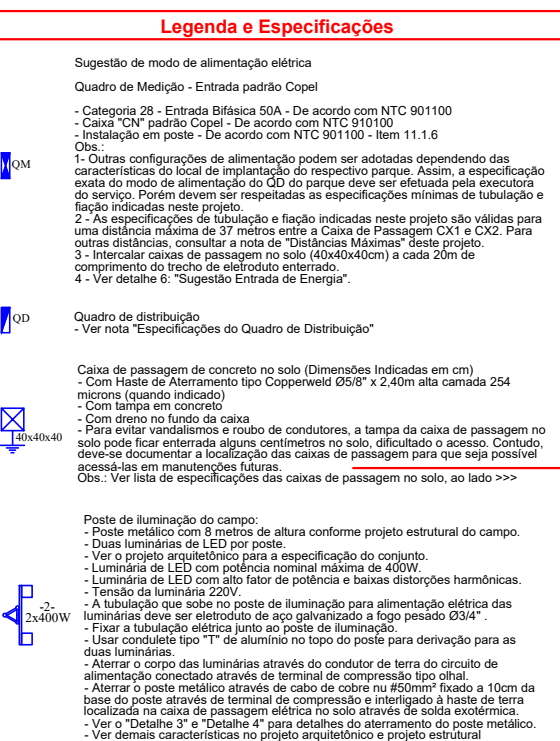 Legenda e Especificações
Sugestão de modo de alimentação elétrica
Quadro de Medição - Entrada padrão Copel
- Categoria 28 - Entrada Bifásica 50A - De acordo com NTC 901100
- Caixa "CN" padrão Copel - De acordo com NTC 910100
- Instalação em poste - De acordo com NTC 901100 - Item 11.1.6
Obs.:
QM
1- Outras configurações de alimentação podem ser adotadas dependendo das
características do local de implantação do respectivo parque. Assim, a especificação
exata do modo de alimentação do QD do parque deve ser efetuada pela executora
do serviço. Porém devem ser respeitadas as especificações mínimas de tubulação e
fiação indicadas neste projeto.
2 - As especificações de tubulação e fiação indicadas neste projeto são válidas para
uma distância máxima de 37 metros entre a Caixa de Passagem CX1 e CX2. Para
outras distâncias, consultar a nota de "Distâncias Máximas" deste projeto.
3 - Intercalar caixas de passagem no solo (40x40x40cm) a cada 20m de
comprimento do trecho de eletroduto enterrado.
4 - Ver detalhe 6: "Sugestão Entrada de Energia".
QD
Quadro de distribuição
- Ver nota "Especificações do Quadro de Distribuição"
Caixa de passagem de concreto no solo (Dimensões Indicadas em cm)
- Com Haste de Aterramento tipo Copperweld Ø5/8" x 2,40m alta camada 254
microns (quando indicado)
- Com tampa em concreto
- Com dreno no fundo da caixa
- Para evitar vandalismos e roubo de condutores, a tampa da caixa de passagem no
40x40x40
solo pode ficar enterrada alguns centímetros no solo, dificultado o acesso. Contudo,
deve-se documentar a localização das caixas de passagem para que seja possível
acessá-las em manutenções futuras.
Obs.: Ver lista de especificações das caixas de passagem no solo, ao lado >>>
Poste de iluminação do campo:
- Poste metálico com 8 metros de altura conforme projeto estrutural do campo.
- Duas luminárias de LED por poste.
- Ver o projeto arquitetônico para a especificação do conjunto.
- Luminária de LED com potência nominal máxima de 400W.
- Luminária de LED com alto fator de potência e baixas distorções harmônicas.
- Tensão da luminária 220V.
-2-
2x400W
- A tubulação que sobe no poste de iluminação para alimentação elétrica das
luminárias deve ser eletroduto de aço galvanizado a fogo pesado Ø3/4" .
- Fixar a tubulação elétrica junto ao poste de iluminação.
- Usar condulete tipo "T" de alumínio no topo do poste para derivação para as
duas luminárias.
- Aterrar o corpo das luminárias através do condutor de terra do circuito de
alimentação conectado através de terminal de compressão tipo olhal.
- Aterrar o poste metálico através de cabo de cobre nu #50mm² fixado a 10cm da
base do poste através de terminal de compressão e interligado à haste de terra
localizada na caixa de passagem elétrica no solo através de solda exotérmica.
- Ver o "Detalhe 3" e "Detalhe 4" para detalhes do aterramento do poste metálico.
- Ver demais características no projeto arquitetônico e projeto estrutural